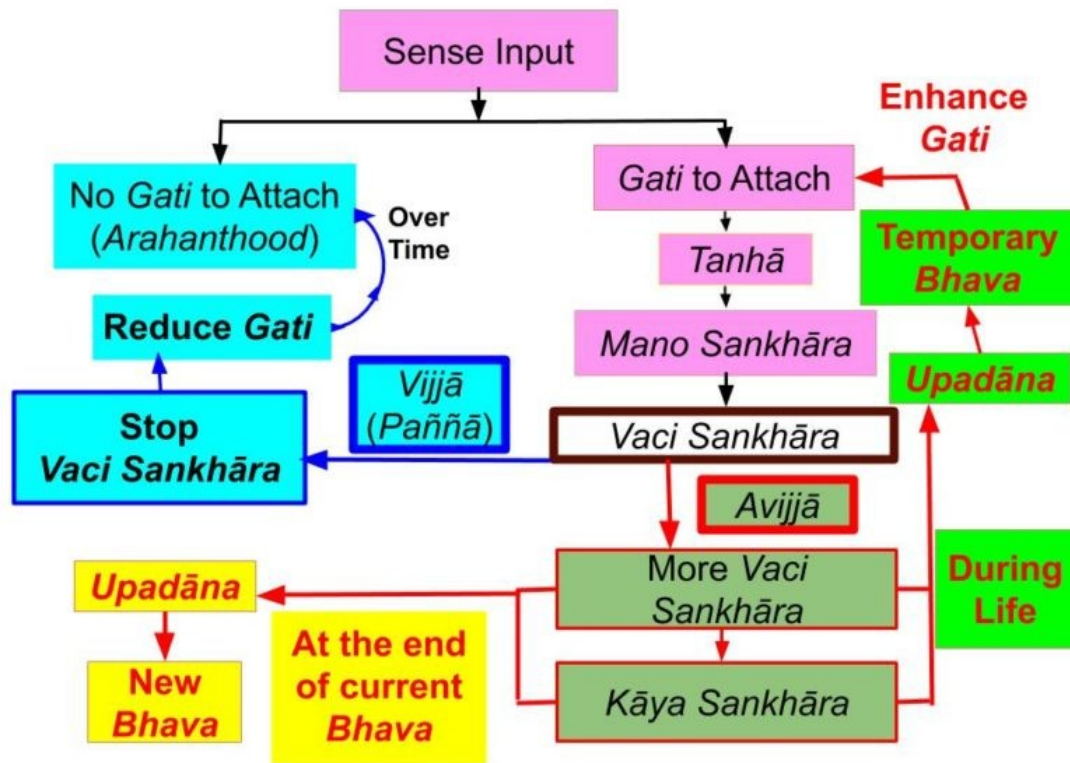 Sense Input
Enhance
Gati
No Gati to Attach
(Arahanthood)
Over
Time
Gati to Attach
Temporary
Bhava
Tanhā
Reduce Gati
Mano Sankhāra
Upadāna
Vijjā
(Paññā)
Stop
Vaci Sankhāra
Vaci Sankhāra
Avijjā
More Vaci
Sankhāra
During
Life
Upadāna
At the end
of current
Bhava
New
Bhava
Kāya Sankhāra